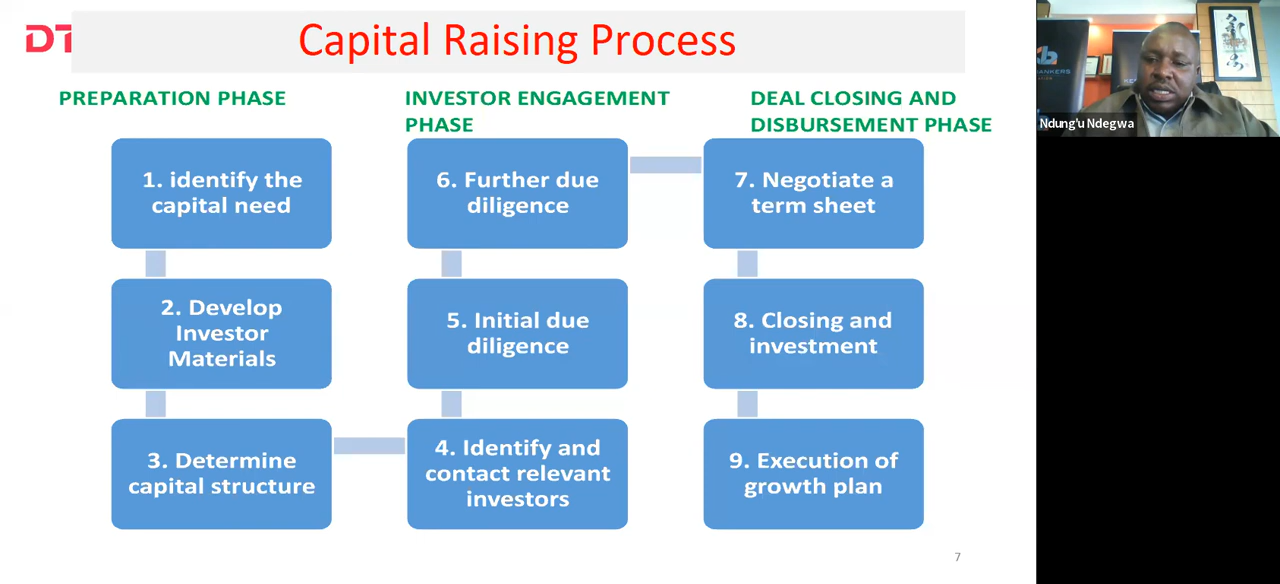 Capital Raising Process
DT
PREPARATION PHASE
INVESTOR ENGAGEMENT
PHASE
DEAL CLOSING AND
DISBURSEMENT PHASE
1. identify the
capital need
2. Develop
Investor
Materials
3. Determine
capital structure
4. Identify and
contact relevant
investors
5. Initial due
diligence
6. Further due
diligence
7. Negotiate a
term sheet
8. Closing and
investment
9. Execution of
growth plan
7
Ndung'u Ndegwa